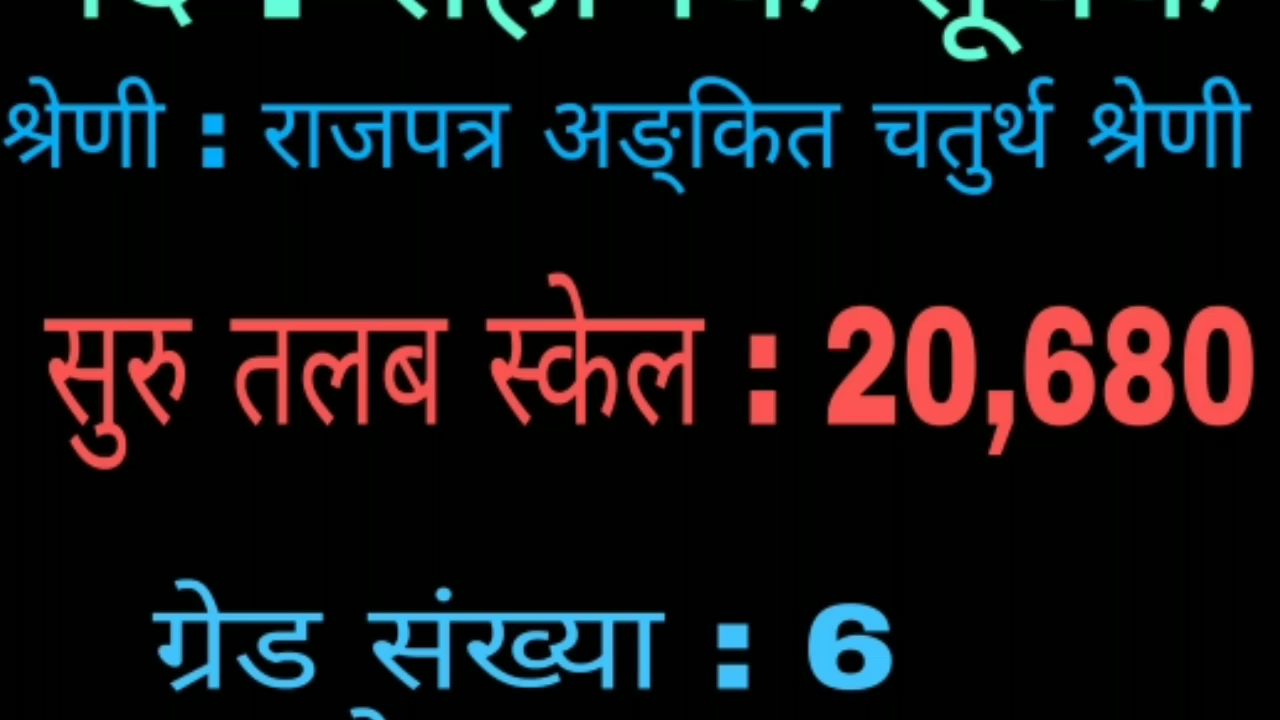 श्रेणी : राजपत्र अङ्कित चतुर्थ श्रेणी
सुरु तलब स्केल : 20,680
ग्रेड संख्या : 6